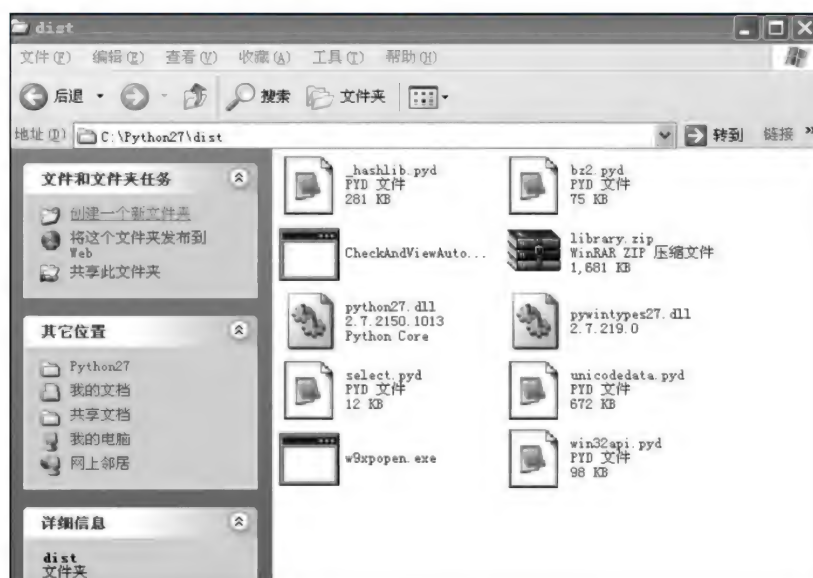 dist
文件(F) 编辑(E) 查看(V) 收藏(A) 工具(T) 帮助(H)
后退 搜索 文件夹
地址(D) C:\Python27\dist 转到 链接 »
文件和文件夹任务
创建一个新文件夹
将这个文件夹发布到
Web
共享此文件夹
其它位置
Python27
我的文档
共享文档
我的电脑
网上邻居
详细信息
dist
文件夹
_hashlib.pyd
PYD 文件
281 KB
bz2.pyd
PYD 文件
75 KB
CheckAndViewAuto...
library.zip
WinRAR ZIP 压缩文件
1,681 KB
python27.dll
2.7.2150.1013
Python Core
pywintypes27.dll
2.7.219.0
select.pyd
PYD 文件
12 KB
unicodedata.pyd
PYD 文件
672 KB
w9xpopen.exe
win32api.pyd
PYD 文件
98 KB